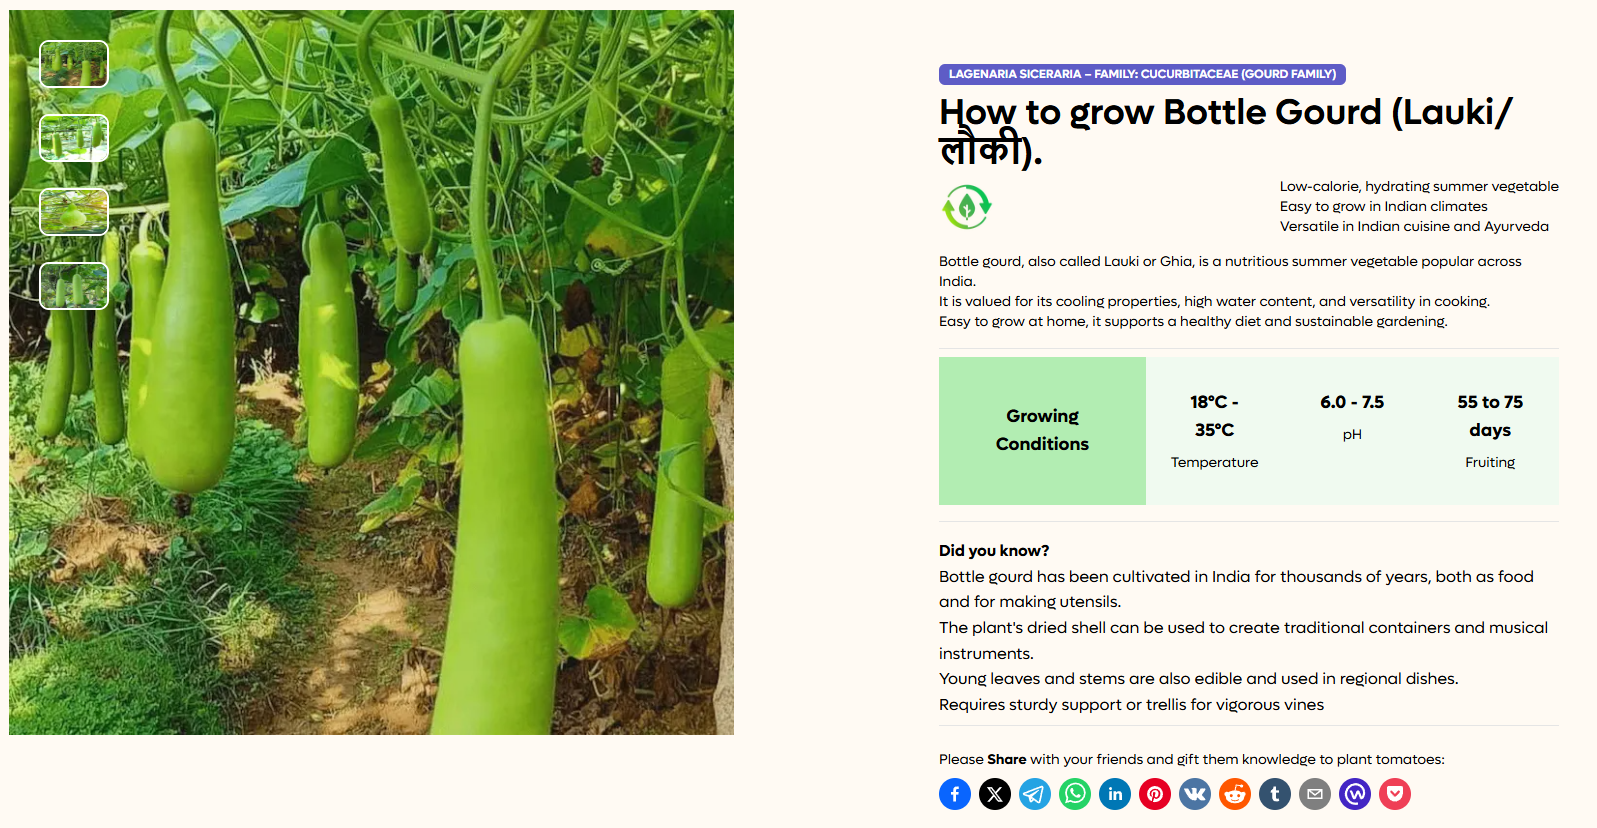 LAGENARIA SICERARIA – FAMILY: CUCURBITACEAE (GOURD FAMILY)
How to grow Bottle Gourd (Lauki/
लौकी).
Low-calorie, hydrating summer vegetable
Easy to grow in Indian climates
Versatile in Indian cuisine and Ayurveda
Bottle gourd, also called Lauki or Ghia, is a nutritious summer vegetable popular across
India.
It is valued for its cooling properties, high water content, and versatility in cooking.
Easy to grow at home, it supports a healthy diet and sustainable gardening.
Growing
Conditions
18°C -
35°C
Temperature
6.0 - 7.5
pH
55 to 75
days
Fruiting
Did you know?
Bottle gourd has been cultivated in India for thousands of years, both as food
and for making utensils.
The plant's dried shell can be used to create traditional containers and musical
instruments.
Young leaves and stems are also edible and used in regional dishes.
Requires sturdy support or trellis for vigorous vines
Please Share with your friends and gift them knowledge to plant tomatoes: